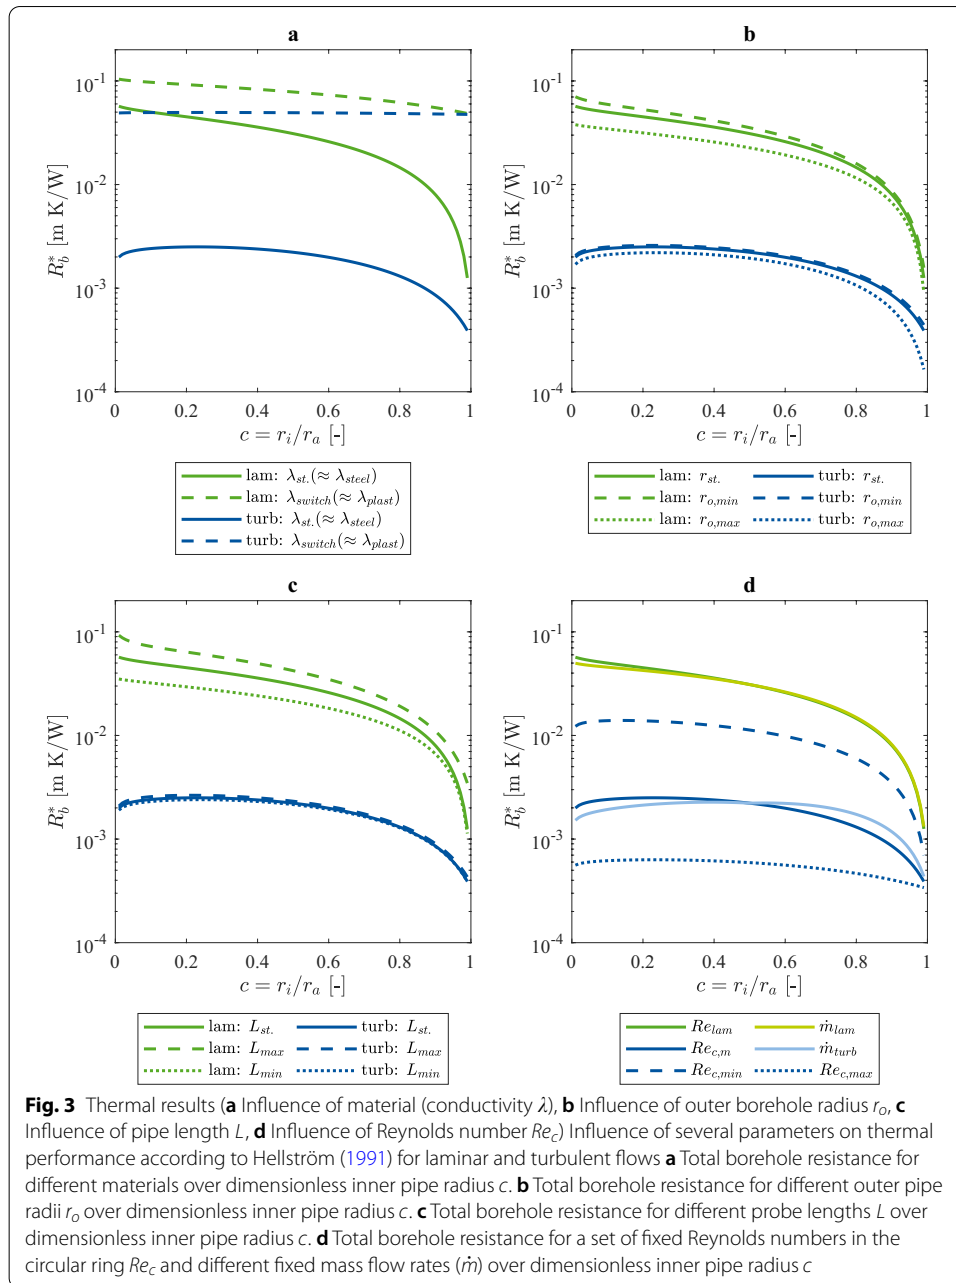 a
10⁻¹
10⁻²
10⁻³
10⁻⁴
R*_b [m K/W]
0 0.2 0.4 0.6 0.8 1
c = r_i/r_a [-]
lam: λ_st.(≈ λ_steel)
lam: λ_switch(≈ λ_plast)
turb: λ_st.(≈ λ_steel)
turb: λ_switch(≈ λ_plast)
b
10⁻¹
10⁻²
10⁻³
10⁻⁴
R*_b [m K/W]
0 0.2 0.4 0.6 0.8 1
c = r_i/r_a [-]
lam: r_st. turb: r_st.
lam: r_o,min turb: r_o,min
lam: r_o,max turb: r_o,max
c
10⁻¹
10⁻²
10⁻³
10⁻⁴
R*_b [m K/W]
0 0.2 0.4 0.6 0.8 1
c = r_i/r_a [-]
lam: L_st. turb: L_st.
lam: L_max turb: L_max
lam: L_min turb: L_min
d
10⁻¹
10⁻²
10⁻³
10⁻⁴
R*_b [m K/W]
0 0.2 0.4 0.6 0.8 1
c = r_i/r_a [-]
Re_lam ṁ_lam
Re_c,m ṁ_turb
Re_c,min Re_c,max
Fig. 3 Thermal results (a Influence of material (conductivity λ), b Influence of outer borehole radius r_o, c
Influence of pipe length L, d Influence of Reynolds number Re_c) Influence of several parameters on thermal
performance according to Hellström (1991) for laminar and turbulent flows a Total borehole resistance for
different materials over dimensionless inner pipe radius c. b Total borehole resistance for different outer pipe
radii r_o over dimensionless inner pipe radius c. c Total borehole resistance for different probe lengths L over
dimensionless inner pipe radius c. d Total borehole resistance for a set of fixed Reynolds numbers in the
circular ring Re_c and different fixed mass flow rates (ṁ) over dimensionless inner pipe radius c